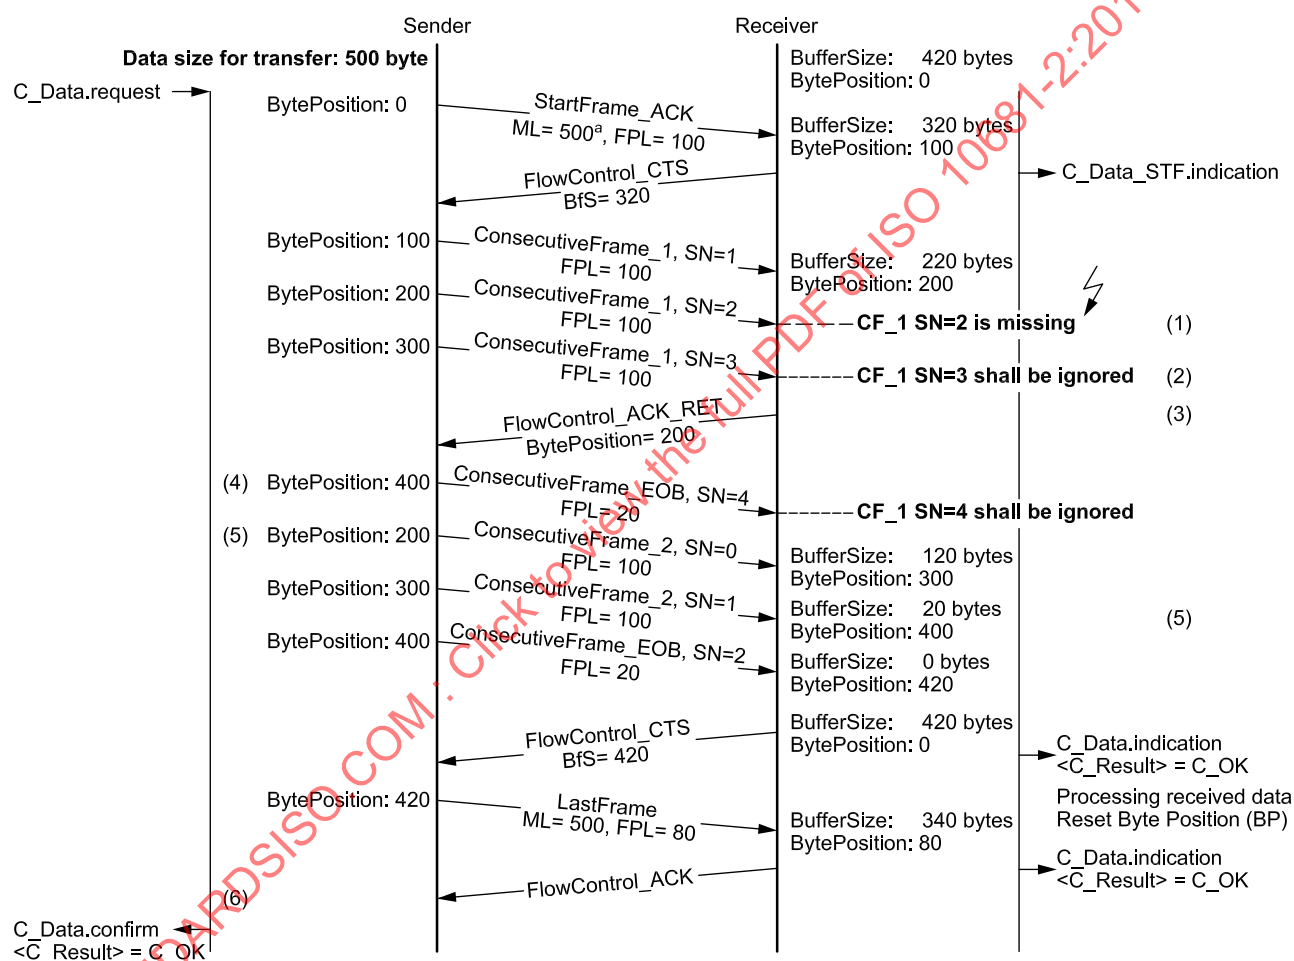 Sender
Receiver
Data size for transfer: 500 byte
BufferSize: 420 bytes
BytePosition: 0
C_Data.request
BytePosition: 0
StartFrame_ACK
ML= 500a, FPL= 100
BufferSize: 320 bytes
BytePosition: 100
FlowControl_CTS
BfS= 320
C_Data_STF.indication
BytePosition: 100
ConsecutiveFrame_1, SN=1
FPL= 100
BufferSize: 220 bytes
BytePosition: 200
BytePosition: 200
ConsecutiveFrame_1, SN=2
FPL= 100
CF_1 SN=2 is missing
(1)
BytePosition: 300
ConsecutiveFrame_1, SN=3
FPL= 100
CF_1 SN=3 shall be ignored
(2)
FlowControl_ACK_RET
BytePosition= 200
(3)
(4)
BytePosition: 400
ConsecutiveFrame_EOB, SN=4
FPL= 20
CF_1 SN=4 shall be ignored
(5)
BytePosition: 200
ConsecutiveFrame_2, SN=0
FPL= 100
BufferSize: 120 bytes
BytePosition: 300
BytePosition: 300
ConsecutiveFrame_2, SN=1
FPL= 100
BufferSize: 20 bytes
BytePosition: 400
(5)
BytePosition: 400
ConsecutiveFrame_EOB, SN=2
FPL= 20
BufferSize: 0 bytes
BytePosition: 420
FlowControl_CTS
BfS= 420
BufferSize: 420 bytes
BytePosition: 0
C_Data.indication
<C_Result> = C_OK
Processing received data
Reset Byte Position (BP)
BytePosition: 420
LastFrame
ML= 500, FPL= 80
BufferSize: 340 bytes
BytePosition: 80
C_Data.indication
<C_Result> = C_OK
FlowControl_ACK
(6)
C_Data.confirm
<C_Result> = C_OK
DARDSISO.COM : Click to view the full PDF of ISO 10681-2:201